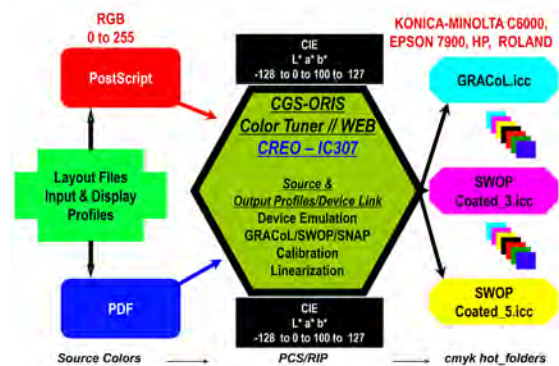 RGB
0 to 255
PostScript
Layout Files
Input & Display
Profiles
PDF
CIE
L* a* b*
-128 to 0 to 100 to 127
CGS-ORIS
Color Tuner // WEB
CREO – IC307
Source &
Output Profiles/Device Link
Device Emulation
GRACoL/SWOP/SNAP
Calibration
Linearization
CIE
L* a* b*
-128 to 0 to 100 to 127
KONICA-MINOLTA C6000,
EPSON 7900, HP, ROLAND
GRACoL.icc
SWOP
Coated_3.icc
SWOP
Coated_5.icc
Source Colors
PCS/RIP
cmyk hot_folders